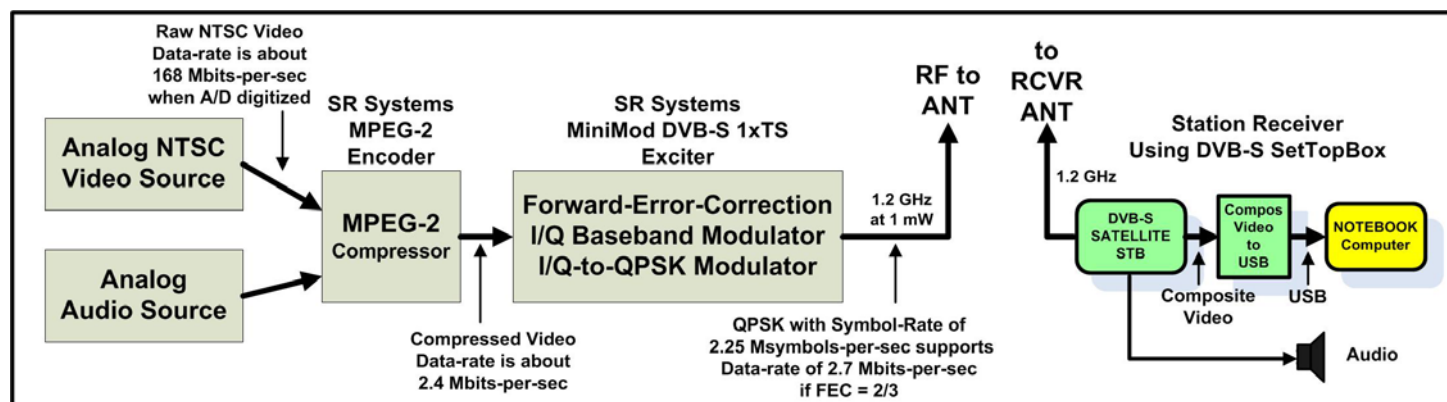 Raw NTSC Video
Data-rate is about
168 Mbits-per-sec
when A/D digitized
Analog NTSC
Video Source
Analog
Audio Source
SR Systems
MPEG-2
Encoder
MPEG-2
Compressor
Compressed Video
Data-rate is about
2.4 Mbits-per-sec
SR Systems
MiniMod DVB-S 1xTS
Exciter
Forward-Error-Correction
I/Q Baseband Modulator
I/Q-to-QPSK Modulator
RF to
ANT
1.2 GHz
at 1 mW
QPSK with Symbol-Rate of
2.25 Msymbols-per-sec supports
Data-rate of 2.7 Mbits-per-sec
if FEC = 2/3
to
RCVR
ANT
1.2 GHz
Station Receiver
Using DVB-S SetTopBox
DVB-S
SATELLITE
STB
Compos
Video
to
USB
NOTEBOOK
Computer
Composite
Video
USB
Audio